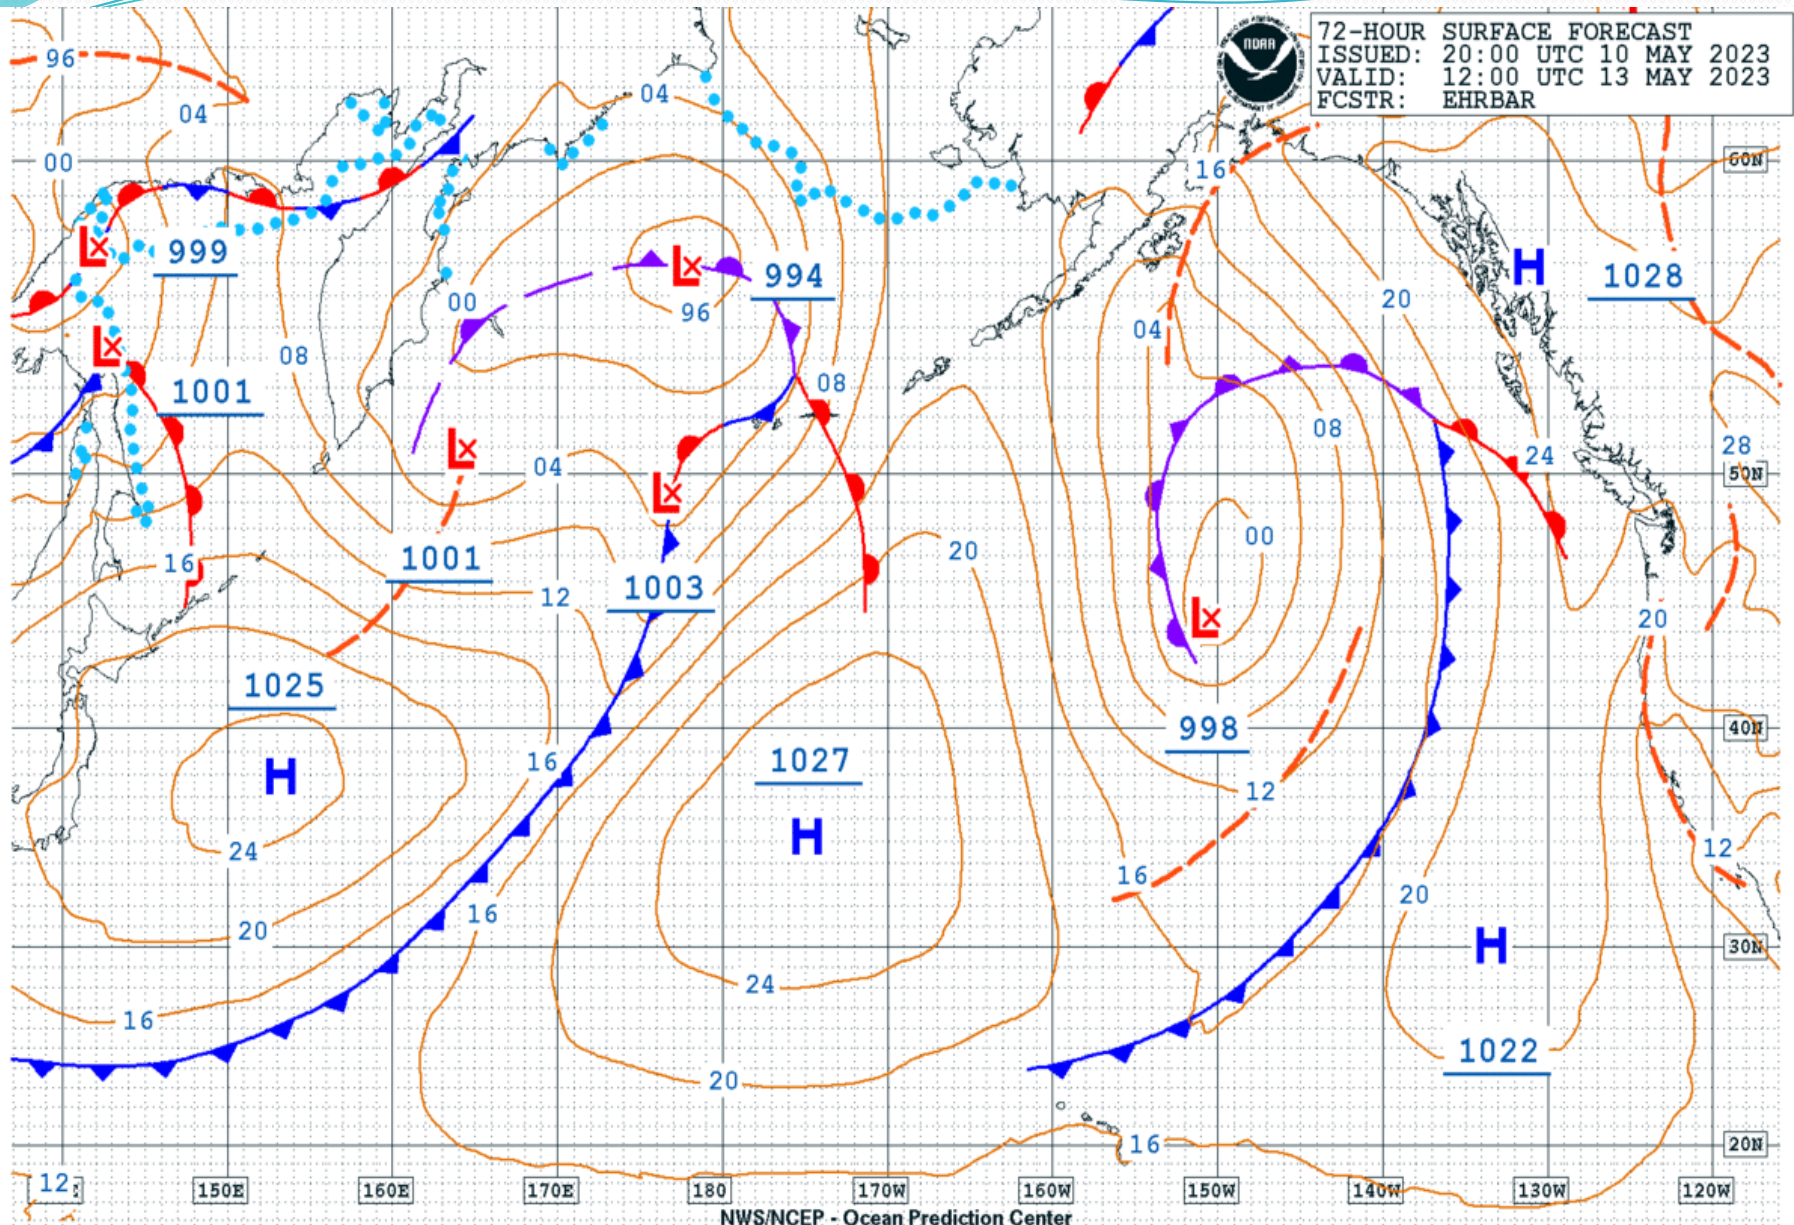 72-HOUR SURFACE FORECAST
ISSUED: 20:00 UTC 10 MAY 2023
VALID: 12:00 UTC 13 MAY 2023
FCSTR: EHRBAR
NOAA
96
04
04
00
16
60N
999
L
L
994
H
1028
00
96
04
20
L
08
1001
08
08
28
L
04
L
24
50N
00
16
1001
20
1003
12
L
20
1025
998
40N
H
16
1027
12
H
24
12
16
20
16
20
H
30N
24
16
1022
20
16
20N
12
150E
160E
170E
180
170W
160W
150W
140W
130W
120W
NWS/NCEP - Ocean Prediction Center